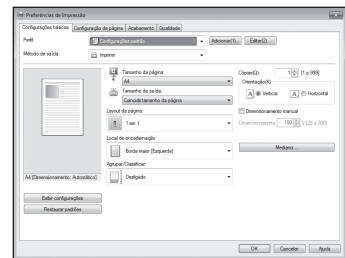 Preferências de Impressão
Configurações básicas Configuração de página Acabamento Qualidade
Perfil: Configurações padrão Adicionar(1)... Editar(2)...
Método de saída: Imprimir
Tamanho da página:
A4
Tamanho da saída:
Coincidir tamanho da página
Cópias(Q): 1 [1 a 999]
Orientação(K)
A Vertical A Horizontal
Layout da página:
1 1 em 1
Dimensionamento manual
Dimensionamento: 100 % [25 a 200]
Local de encadernação:
Borda maior [Esquerda]
Agrupar/Classificar:
Desligado
A4 [Dimensionamento: Automático]
Exibir configurações
Restaurar padrões
OK Cancelar Ajuda